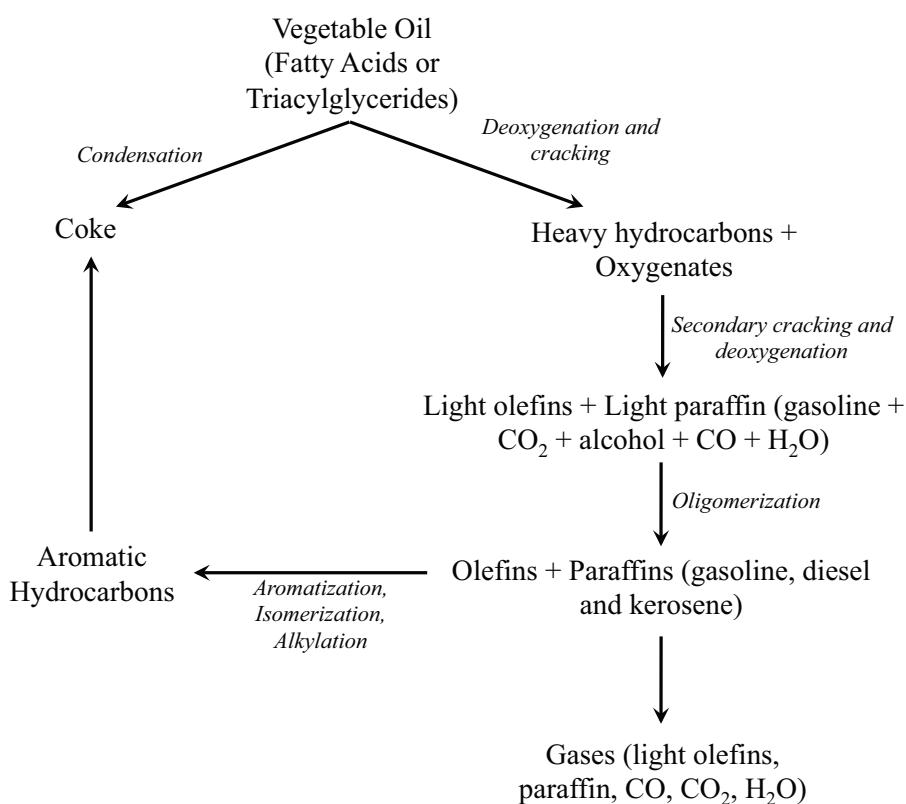 Vegetable Oil
(Fatty Acids or
Triacylglycerides)
Condensation
Deoxygenation and
cracking
Coke
Heavy hydrocarbons +
Oxygenates
Secondary cracking and
deoxygenation
Light olefins + Light paraffin (gasoline +
CO₂ + alcohol + CO + H₂O)
Oligomerization
Aromatic
Hydrocarbons
Aromatization,
Isomerization,
Alkylation
Olefins + Paraffins (gasoline, diesel
and kerosene)
Gases (light olefins,
paraffin, CO, CO₂, H₂O)